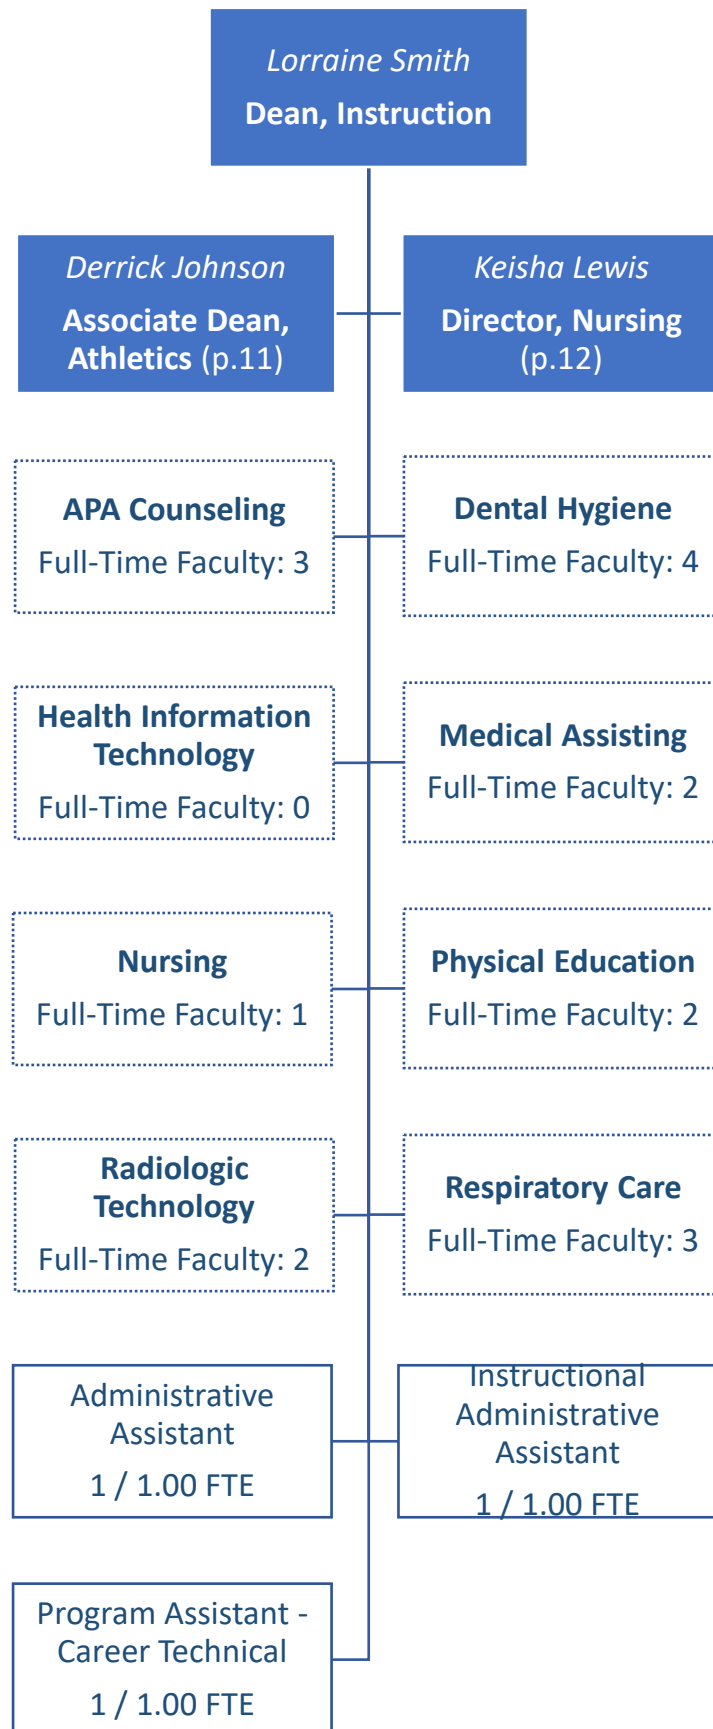 Lorraine Smith
Dean, Instruction
Derrick Johnson
Associate Dean,
Athletics (p.11)
Keisha Lewis
Director, Nursing
(p.12)
APA Counseling
Full-Time Faculty: 3
Dental Hygiene
Full-Time Faculty: 4
Health Information
Technology
Full-Time Faculty: 0
Medical Assisting
Full-Time Faculty: 2
Nursing
Full-Time Faculty: 1
Physical Education
Full-Time Faculty: 2
Radiologic
Technology
Full-Time Faculty: 2
Respiratory Care
Full-Time Faculty: 3
Administrative
Assistant
1 / 1.00 FTE
Instructional
Administrative
Assistant
1 / 1.00 FTE
Program Assistant -
Career Technical
1 / 1.00 FTE